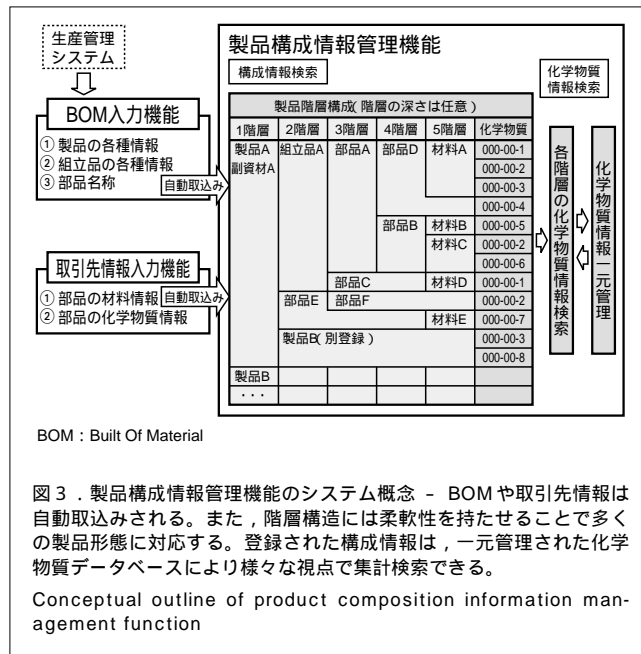 生産管理
システム
BOM入力機能
① 製品の各種情報
② 組立品の各種情報
③ 部品名称
自動取込み
取引先情報入力機能
① 部品の材料情報
② 部品の化学物質情報
自動取込み
製品構成情報管理機能
構成情報検索
化学物質
情報検索
製品階層構成(階層の深さは任意)
1階層 2階層 3階層 4階層 5階層 化学物質
製品A 組立品A 部品A 部品D 材料A 000-00-1
副資材A 000-00-2
000-00-3
000-00-4
部品B 材料B 000-00-5
材料C 000-00-2
000-00-6
部品C 材料D 000-00-1
部品E 部品F 000-00-2
材料E 000-00-7
製品B(別登録) 000-00-3
000-00-8
製品B
・・・
各階層の化学物質情報検索
化学物質情報一元管理
BOM:Built Of Material
図3.製品構成情報管理機能のシステム概念 - BOMや取引先情報は
自動取込みされる。また,階層構造には柔軟性を持たせることで多く
の製品形態に対応する。登録された構成情報は,一元管理された化学
物質データベースにより様々な視点で集計検索できる。
Conceptual outline of product composition information man-
agement function